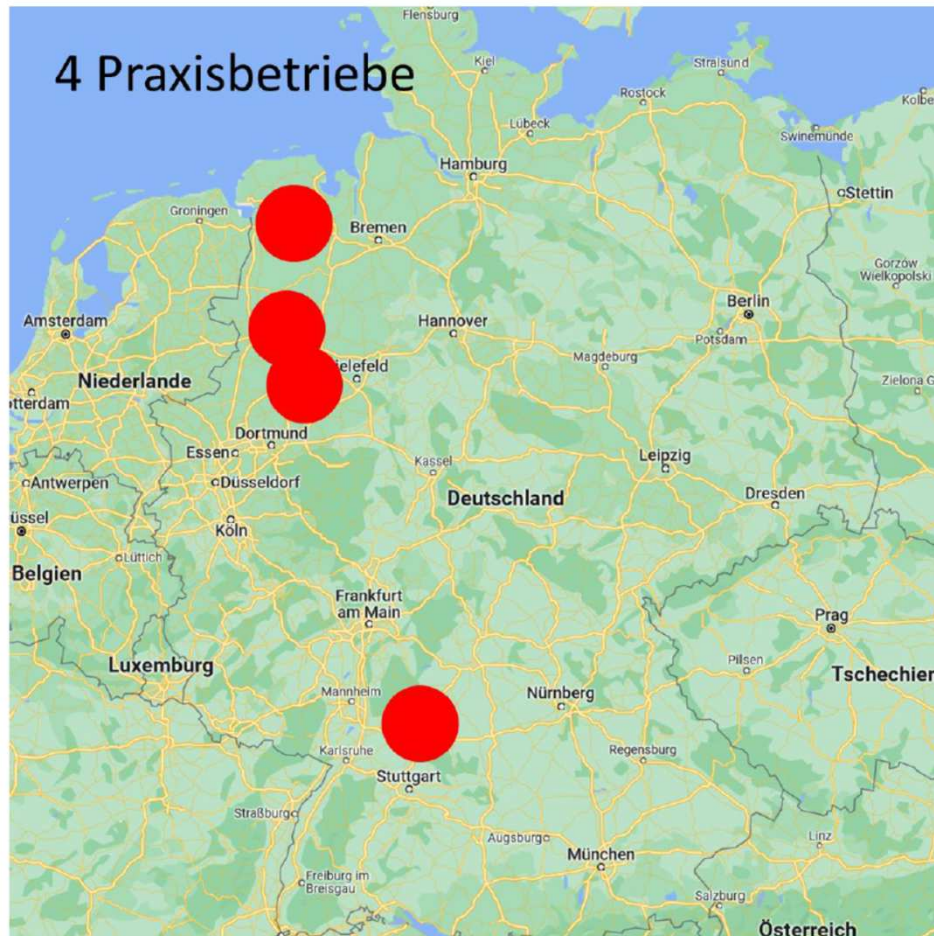 4 Praxisbetriebe
Flensburg
Kiel
Stralsund
Rostock
Lübeck
Swinemünde
Kolbe
Hamburg
Stettin
Groningen
Bremen
Gorzów
Wielkopolski
Berlin
Amsterdam
Hannover
Potsdam
Magdeburg
ielefeld
Niederlande
Zielona G
otterdam
Dortmund
Essen
Kassel
Leipzig
Antwerpen
Düsseldorf
Deutschland
Dresden
üssel
Köln
Lüttich
Belgien
Frankfurt
am Main
Prag
Luxemburg
Pilsen
Tschechien
Mannheim
Nürnberg
Karlsruhe
Regensburg
Stuttgart
Straßburg
Augsburg
Linz
München
Freiburg im
Breisgau
Salzburg
Österreich